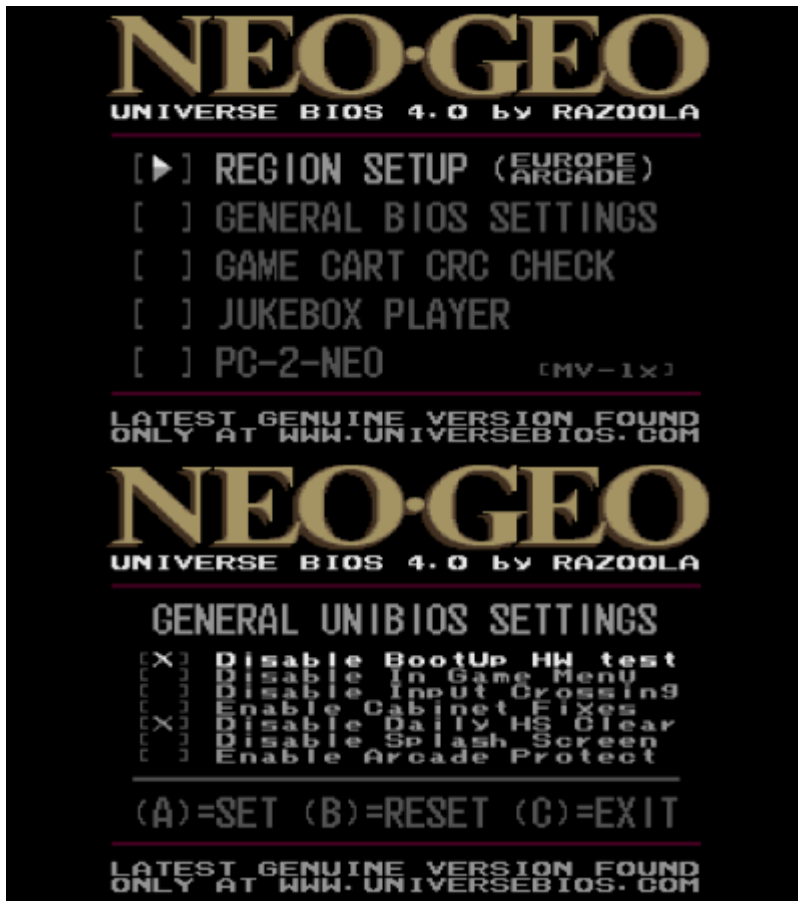 NEO·GEO
UNIVERSE BIOS 4.0 by RAZOOLA
[▶] REGION SETUP (EUROPE ARCADE)
[ ] GENERAL BIOS SETTINGS
[ ] GAME CART CRC CHECK
[ ] JUKEBOX PLAYER
[ ] PC-2-NEO [MV-1x]
LATEST GENUINE VERSION FOUND
ONLY AT WWW.UNIVERSEBIOS.COM
NEO·GEO
UNIVERSE BIOS 4.0 by RAZOOLA
GENERAL UNIBIOS SETTINGS
[X] Disable BootUp HW test
[ ] Disable In Game Menu
[ ] Disable Input Crossing
[ ] Enable Cabinet Fixes
[X] Disable Daily HS Clear
[ ] Disable Splash Screen
[ ] Enable Arcade Protect
(A)=SET (B)=RESET (C)=EXIT
LATEST GENUINE VERSION FOUND
ONLY AT WWW.UNIVERSEBIOS.COM